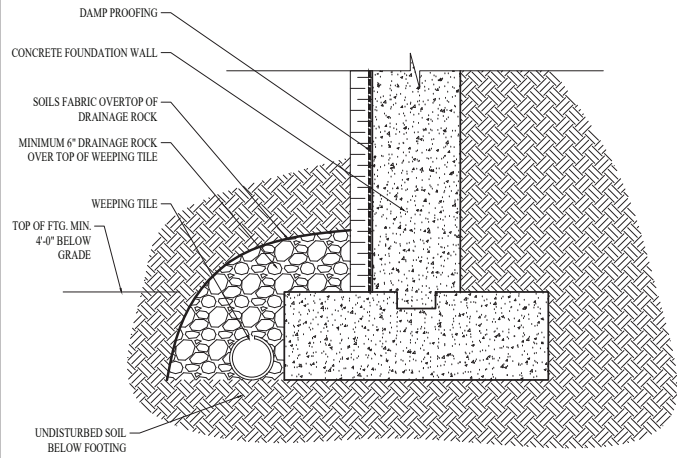 DAMP PROOFING
CONCRETE FOUNDATION WALL
SOILS FABRIC OVERTOP OF
DRAINAGE ROCK
MINIMUM 6" DRAINAGE ROCK
OVER TOP OF WEEPING TILE
WEEPING TILE
TOP OF FTG. MIN.
4'-0" BELOW
GRADE
UNDISTURBED SOIL
BELOW FOOTING